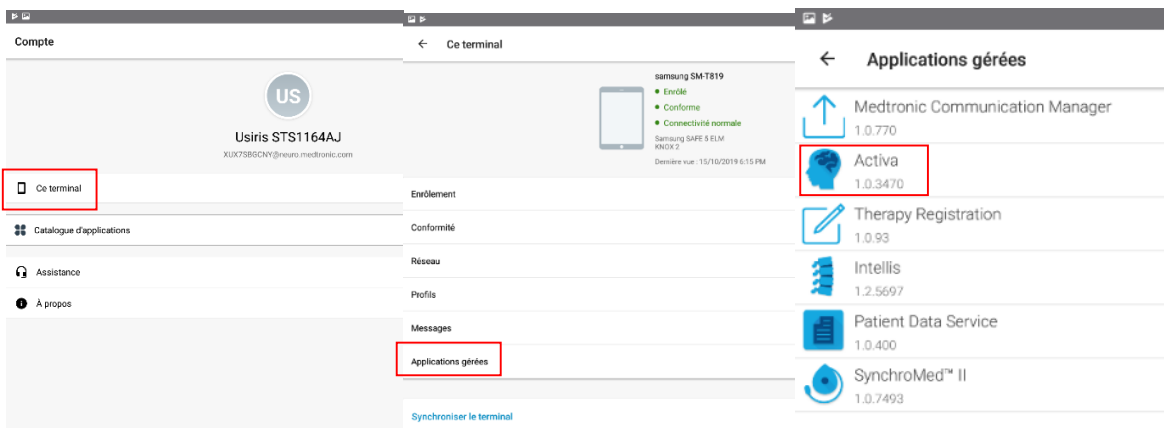 Compte
US
Usiris STS1164AJ
XUX7SBGCNY@neuro.medtronic.com
Ce terminal
Catalogue d'applications
Assistance
À propos
Ce terminal
samsung SM-T819
Enrôlé
Conforme
Connectivité normale
Samsung SAFE 5 ELM
KNOX 2
Dernière vue : 15/10/2019 6:15 PM
Enrôlement
Conformité
Réseau
Profils
Messages
Applications gérées
Synchroniser le terminal
Applications gérées
Medtronic Communication Manager
1.0.770
Activa
1.0.3470
Therapy Registration
1.0.93
Intellis
1.2.5697
Patient Data Service
1.0.400
SynchroMed™ II
1.0.7493